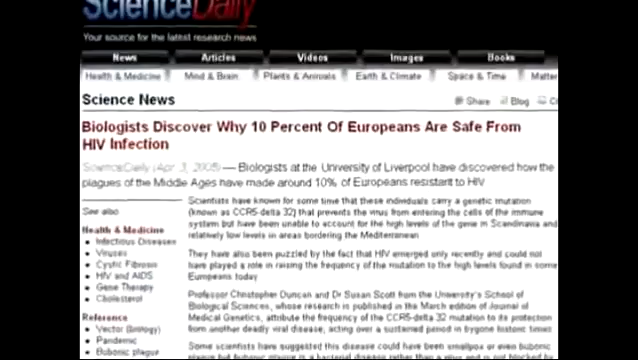 ScienceDaily
Your source for the latest research news
News Articles Videos Images Books
Health & Medicine Mind & Brain Plants & Animals Earth & Climate Space & Time Matter
Science News
Share Blog
Biologists Discover Why 10 Percent Of Europeans Are Safe From
HIV Infection
ScienceDaily (Apr 3, 2005) — Biologists at the University of Liverpool have discovered how the
plagues of the Middle Ages have made around 10% of Europeans resistant to HIV
See also
Health & Medicine
Infectious Diseases
Viruses
Cystic Fibrosis
HIV and AIDS
Gene Therapy
Cholesterol
Reference
Vector (biology)
Pandemic
Bubonic plague
Scientists have known for some time that these individuals carry a genetic mutation
(known as CCR5-delta 32) that prevents the virus from entering the cells of the immune
system but have been unable to account for the high levels of the gene in Scandinavia and
relatively low levels in areas bordering the Mediterranean
They have also been puzzled by the fact that HIV emerged only recently and could not
have played a role in raising the frequency of the mutation to the high levels found in some
Europeans today
Professor Christopher Duncan and Dr Susan Scott from the University's School of
Biological Sciences, whose research is published in the March edition of Journal of
Medical Genetics, attribute the frequency of the CCR5-delta 32 mutation to its protection
from another deadly viral disease, acting over a sustained period in bygone historic times
Some scientists have suggested this disease could have been smallpox or even bubonic
plague but bubonic plague is a bacterial disease rather than a virus and is not blocked